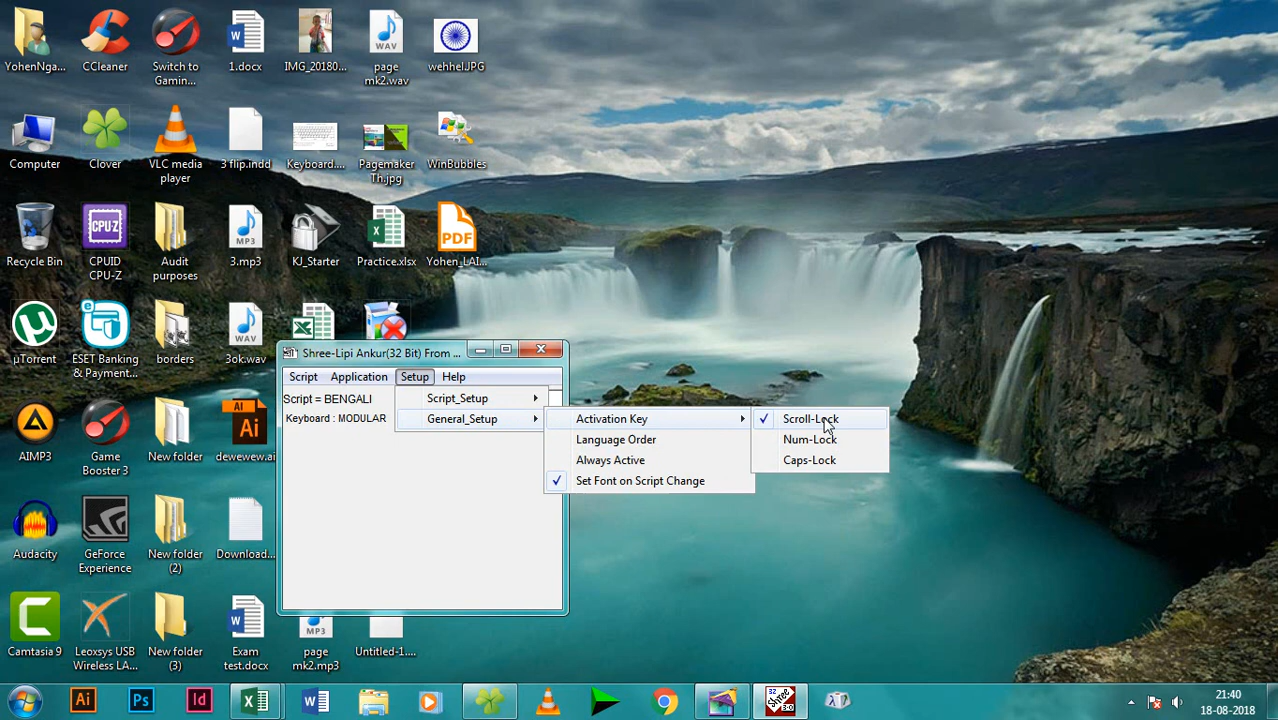 YohenNga...
CCleaner
Switch to
Gamin...
1.docx
IMG_20180...
page
mk2.wav
wehhel.JPG
Computer
Clover
VLC media
player
3 flip.indd
Keyboard....
Pagemaker
Th.jpg
WinBubbles
Recycle Bin
CPUID
CPU-Z
Audit
purposes
3.mp3
KJ_Starter
Practice.xlsx
Yohen_LAI...
µTorrent
ESET Banking
& Payment...
borders
3ok.wav
Shree-Lipi Ankur(32 Bit) From ...
Script Application Setup Help
Script = BENGALI
Keyboard : MODULAR
Script_Setup
General_Setup
Activation Key
Language Order
Always Active
Set Font on Script Change
Scroll-Lock
Num-Lock
Caps-Lock
AIMP3
Game
Booster 3
New folder
dewewew.ai
Audacity
GeForce
Experience
New folder
(2)
Download...
Camtasia 9
Leoxsys USB
Wireless LA...
New folder
(3)
Exam
test.docx
page
mk2.mp3
Untitled-1....
21:40
18-08-2018